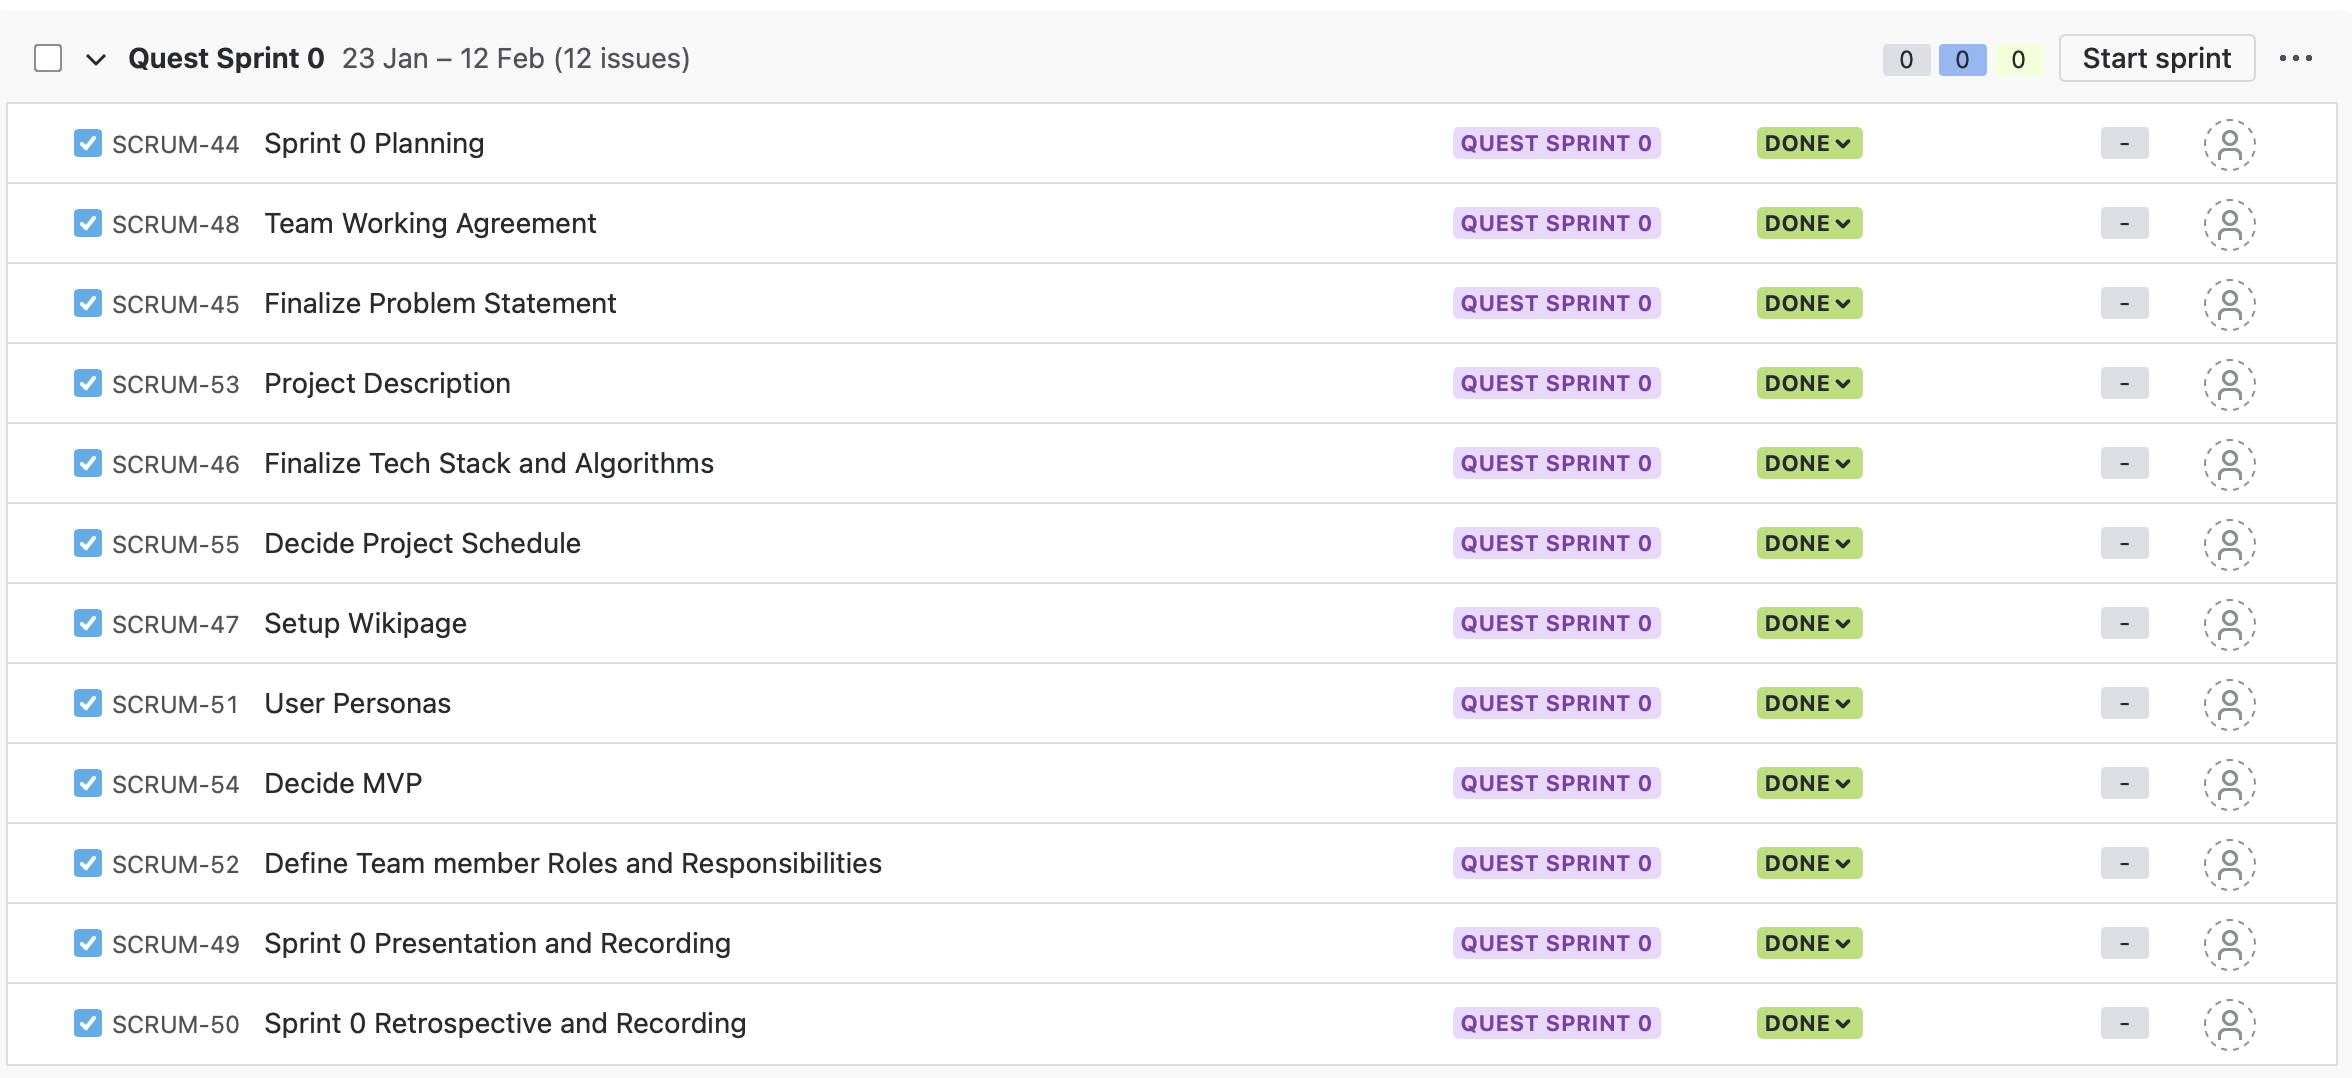 Quest Sprint 0 23 Jan – 12 Feb (12 issues) 0 0 0 Start sprint
SCRUM-44 Sprint 0 Planning QUEST SPRINT 0 DONE -
SCRUM-48 Team Working Agreement QUEST SPRINT 0 DONE -
SCRUM-45 Finalize Problem Statement QUEST SPRINT 0 DONE -
SCRUM-53 Project Description QUEST SPRINT 0 DONE -
SCRUM-46 Finalize Tech Stack and Algorithms QUEST SPRINT 0 DONE -
SCRUM-55 Decide Project Schedule QUEST SPRINT 0 DONE -
SCRUM-47 Setup Wikipage QUEST SPRINT 0 DONE -
SCRUM-51 User Personas QUEST SPRINT 0 DONE -
SCRUM-54 Decide MVP QUEST SPRINT 0 DONE -
SCRUM-52 Define Team member Roles and Responsibilities QUEST SPRINT 0 DONE -
SCRUM-49 Sprint 0 Presentation and Recording QUEST SPRINT 0 DONE -
SCRUM-50 Sprint 0 Retrospective and Recording QUEST SPRINT 0 DONE -